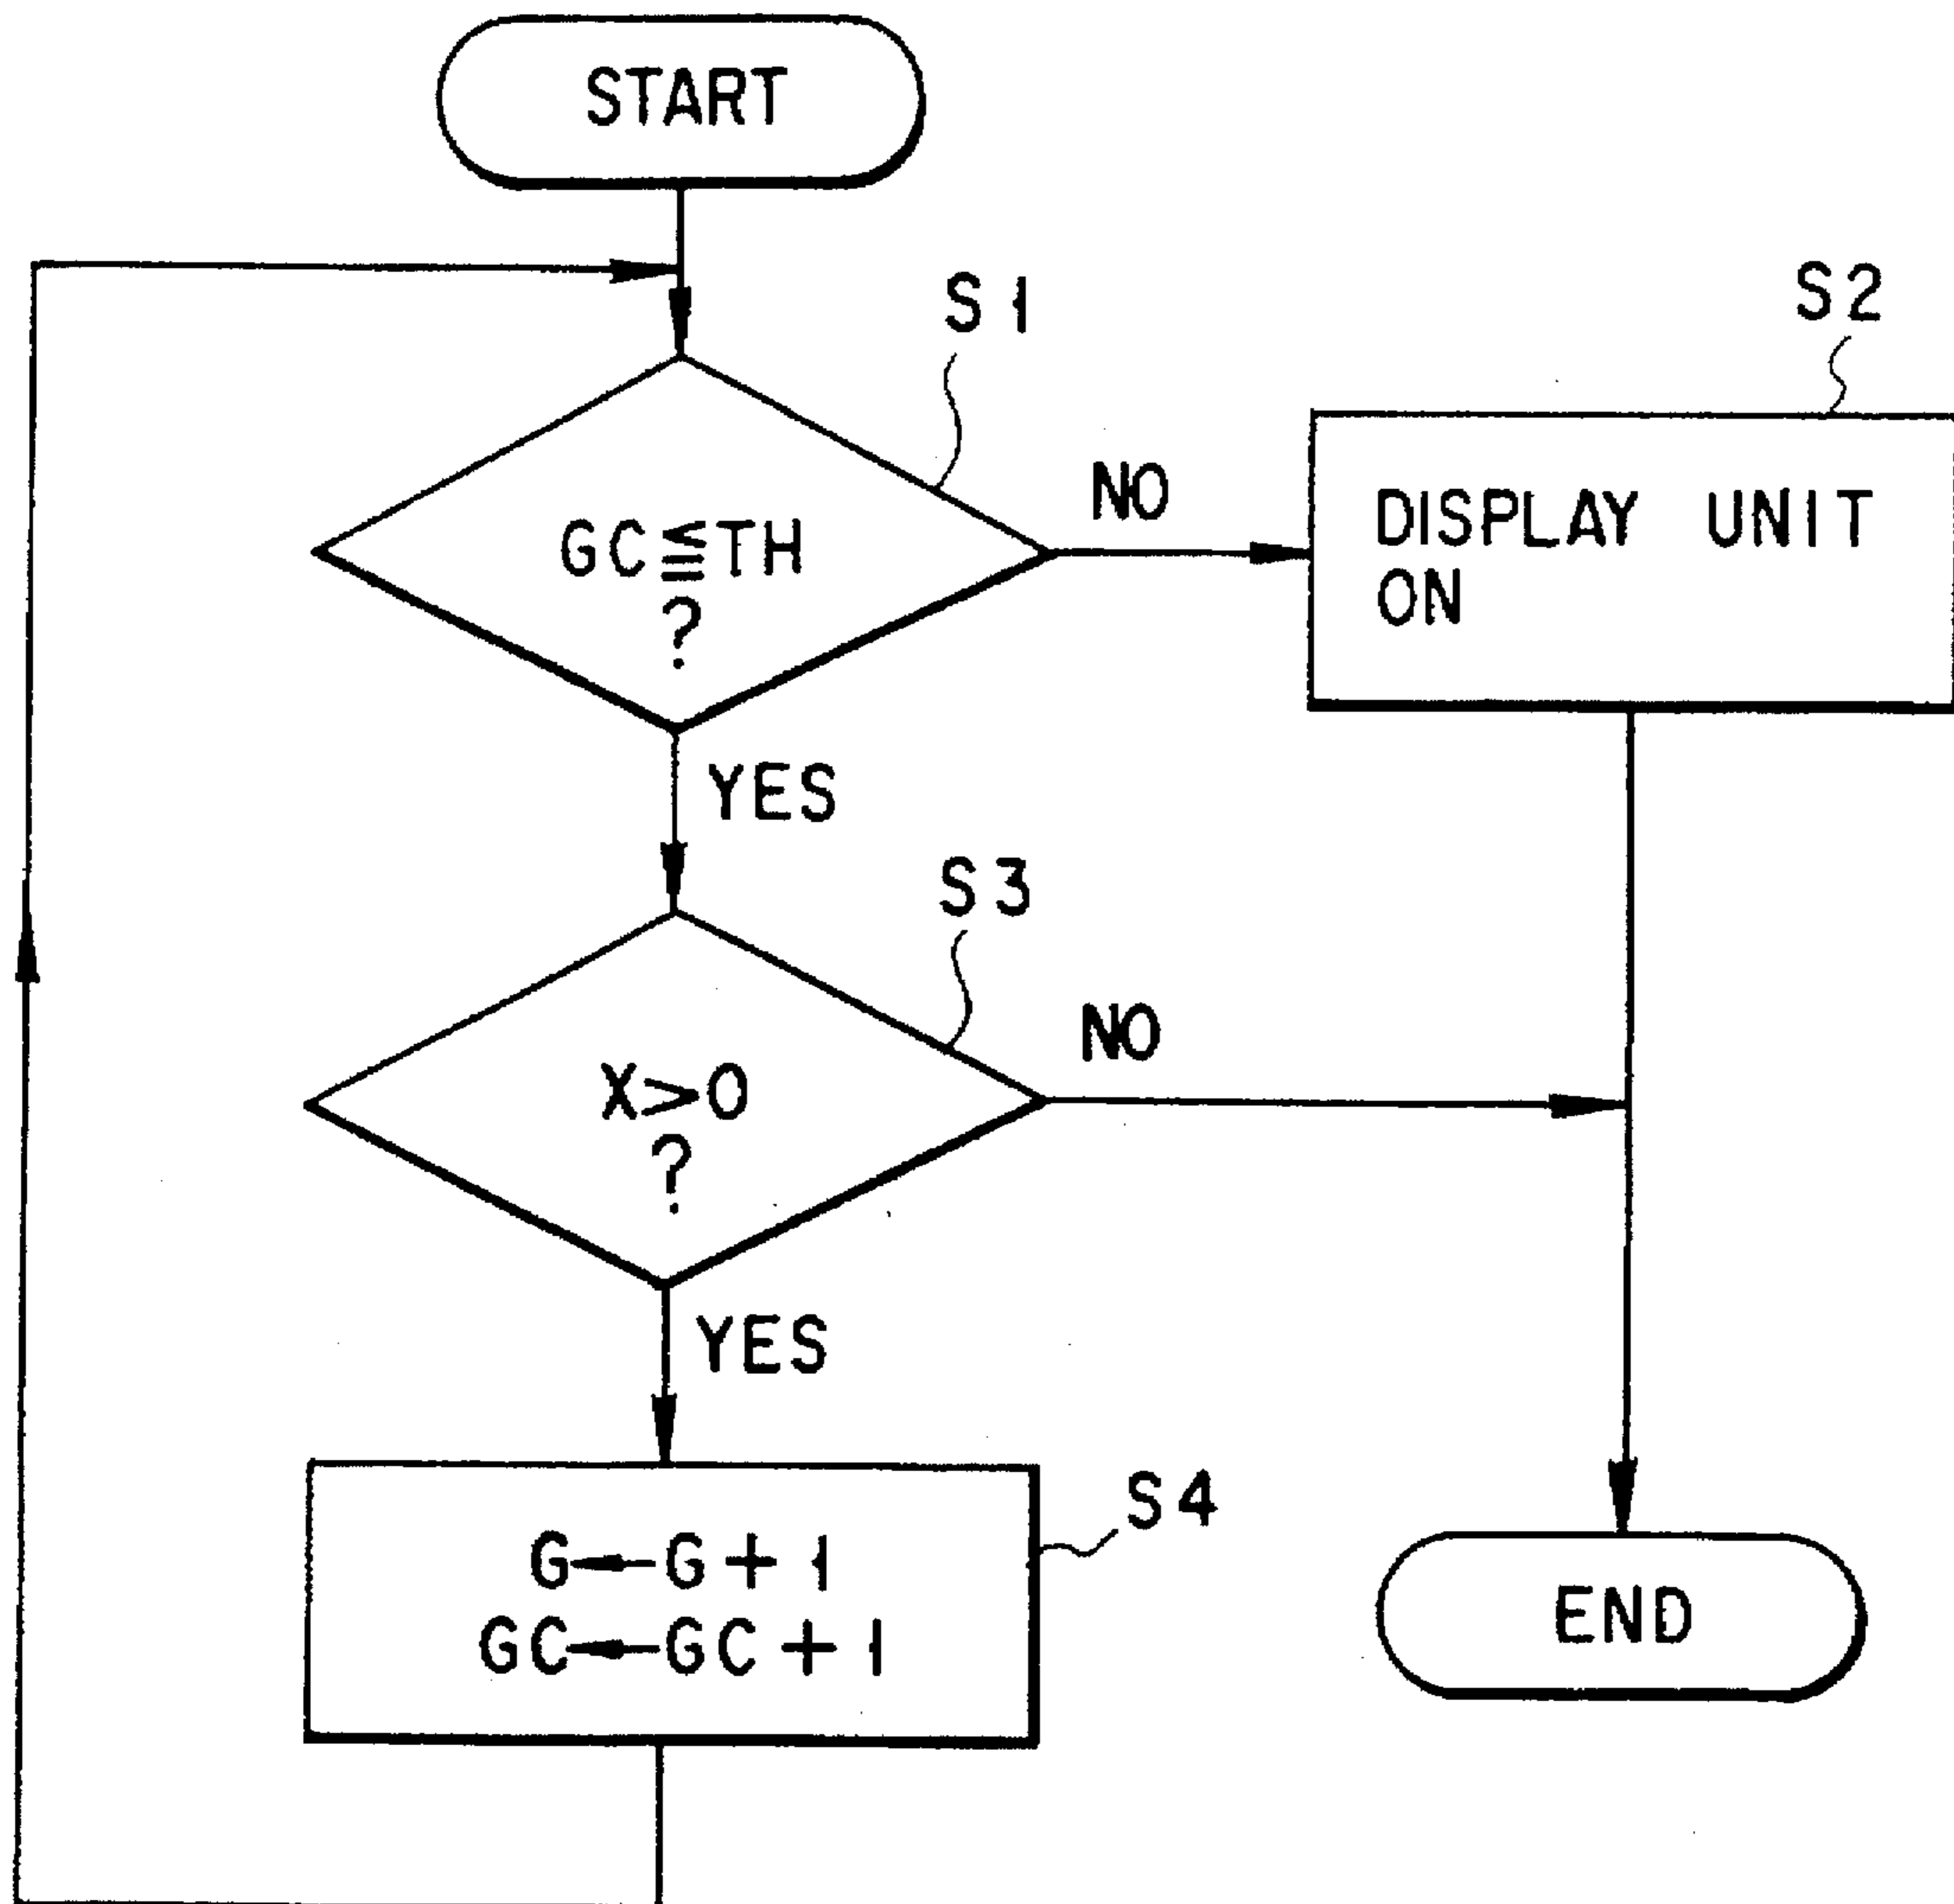 START
S1
S2
GC≦TH
?
NO
DISPLAY UNIT
ON
YES
S3
X>0
?
NO
YES
S4
G←G+1
GC←GC+1
END